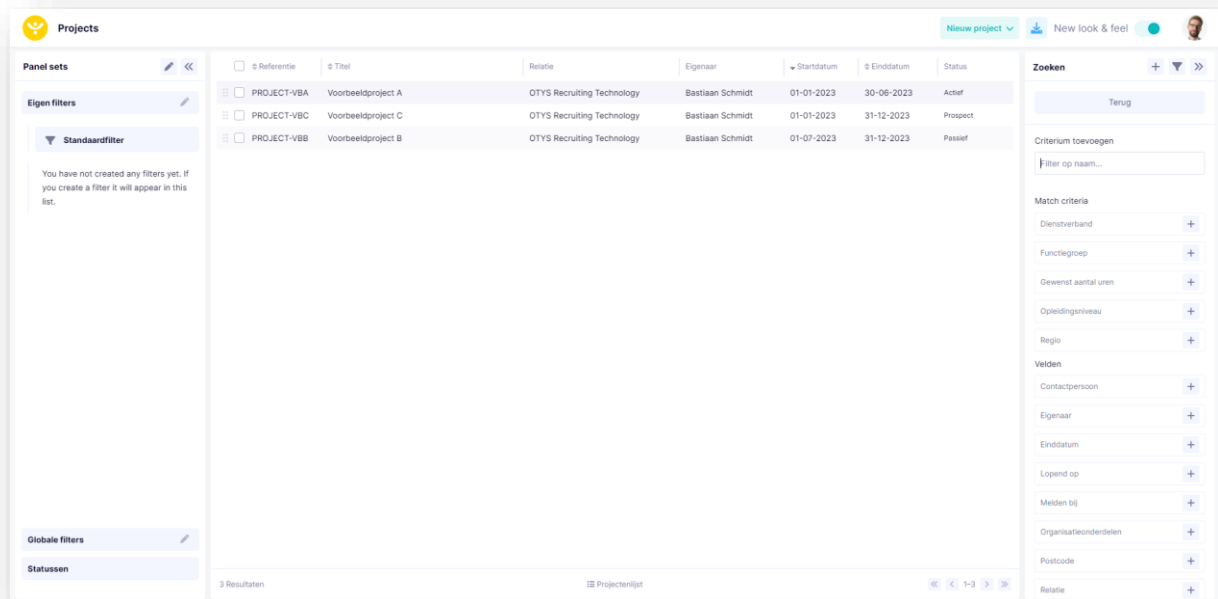 Projects
Nieuw project
New look & feel
Panel sets
Eigen filters
Standaardfilter
You have not created any filters yet. If
you create a filter it will appear in this
list.
Globale filters
Statussen
Referentie Titel Relatie Eigenaar Startdatum Einddatum Status
PROJECT-VBA Voorbeeldproject A OTYS Recruiting Technology Bastiaan Schmidt 01-01-2023 30-06-2023 Actief
PROJECT-VBC Voorbeeldproject C OTYS Recruiting Technology Bastiaan Schmidt 01-01-2023 31-12-2023 Prospect
PROJECT-VBB Voorbeeldproject B OTYS Recruiting Technology Bastiaan Schmidt 01-07-2023 31-12-2023 Passief
3 Resultaten Projectenlijst 1-3
Zoeken
Terug
Criterium toevoegen
Filter op naam...
Match criteria
Dienstverband
Functiegroep
Gewenst aantal uren
Opleidingsniveau
Regio
Velden
Contactpersoon
Eigenaar
Einddatum
Lopend op
Melden bij
Organisatieonderdelen
Postcode
Relatie